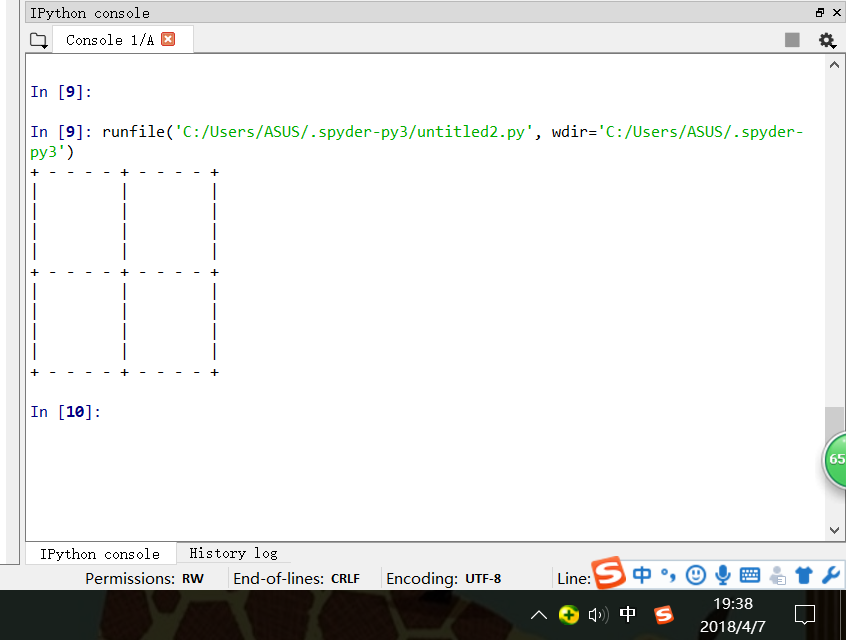 IPython console
Console 1/A
In [9]:
In [9]: runfile('C:/Users/ASUS/.spyder-py3/untitled2.py', wdir='C:/Users/ASUS/.spyder-
py3')
+ - - - - + - - - - +
|         |         |
|         |         |
|         |         |
|         |         |
+ - - - - + - - - - +
|         |         |
|         |         |
|         |         |
|         |         |
+ - - - - + - - - - +
In [10]:
65
IPython console History log
Permissions: RW End-of-lines: CRLF Encoding: UTF-8 Line: S 中 °,
中 S 19:38
2018/4/7